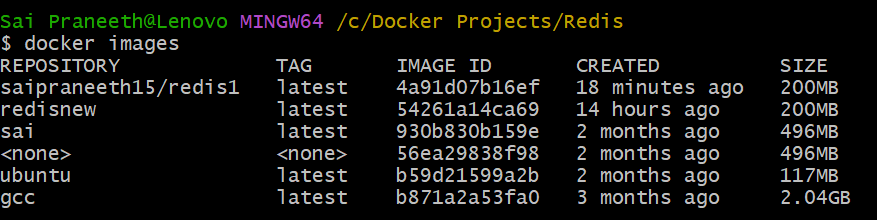 Sai Praneeth@Lenovo MINGW64 /c/Docker Projects/Redis
$ docker images
REPOSITORY TAG IMAGE ID CREATED SIZE
saipraneeth15/redis1 latest 4a91d07b16ef 18 minutes ago 200MB
redisnew latest 54261a14ca69 14 hours ago 200MB
sai latest 930b830b159e 2 months ago 496MB
<none> <none> 56ea29838f98 2 months ago 496MB
ubuntu latest b59d21599a2b 2 months ago 117MB
gcc latest b871a2a53fa0 3 months ago 2.04GB